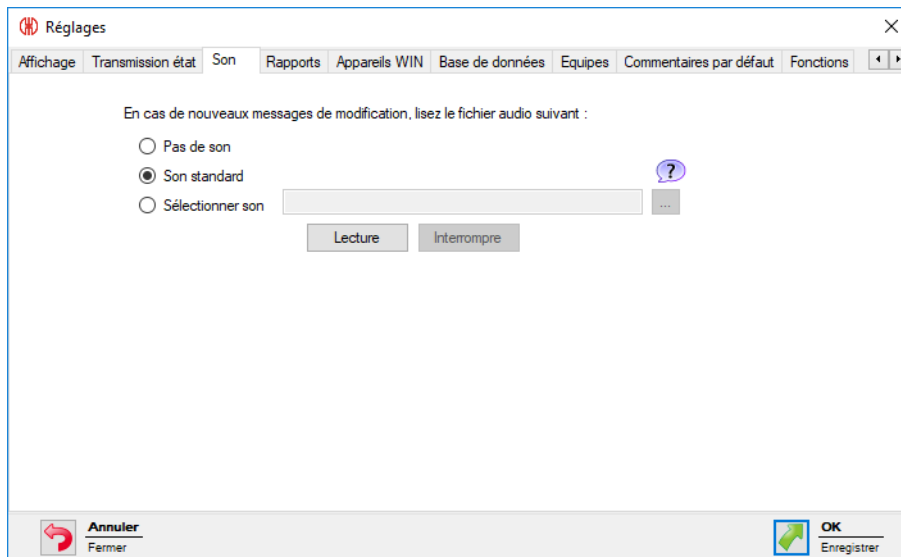 Réglages
Affichage Transmission état Son Rapports Appareils WIN Base de données Equipes Commentaires par défaut Fonctions
En cas de nouveaux messages de modification, lisez le fichier audio suivant :
Pas de son
Son standard
?
Sélectionner son ...
Lecture Interrompre
Annuler OK
Fermer Enregistrer